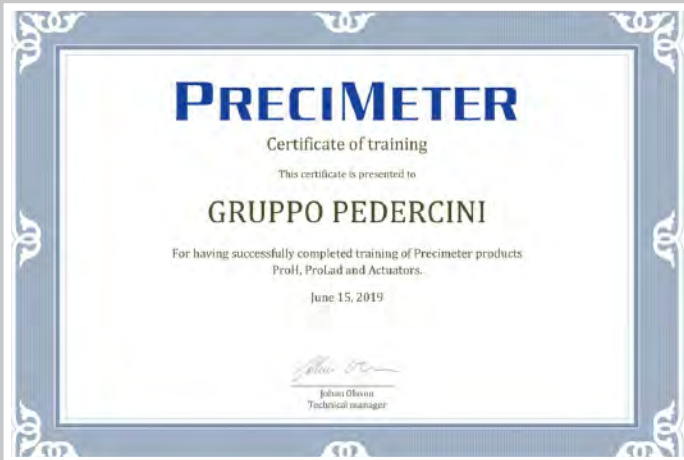 PRECIMETER
Certificate of training
This certificate is presented to
GRUPPO PEDERCINI
For having successfully completed training of Precimeter products
ProH, ProLad and Actuators.
June 15, 2019
Johan Olsson
Technical manager